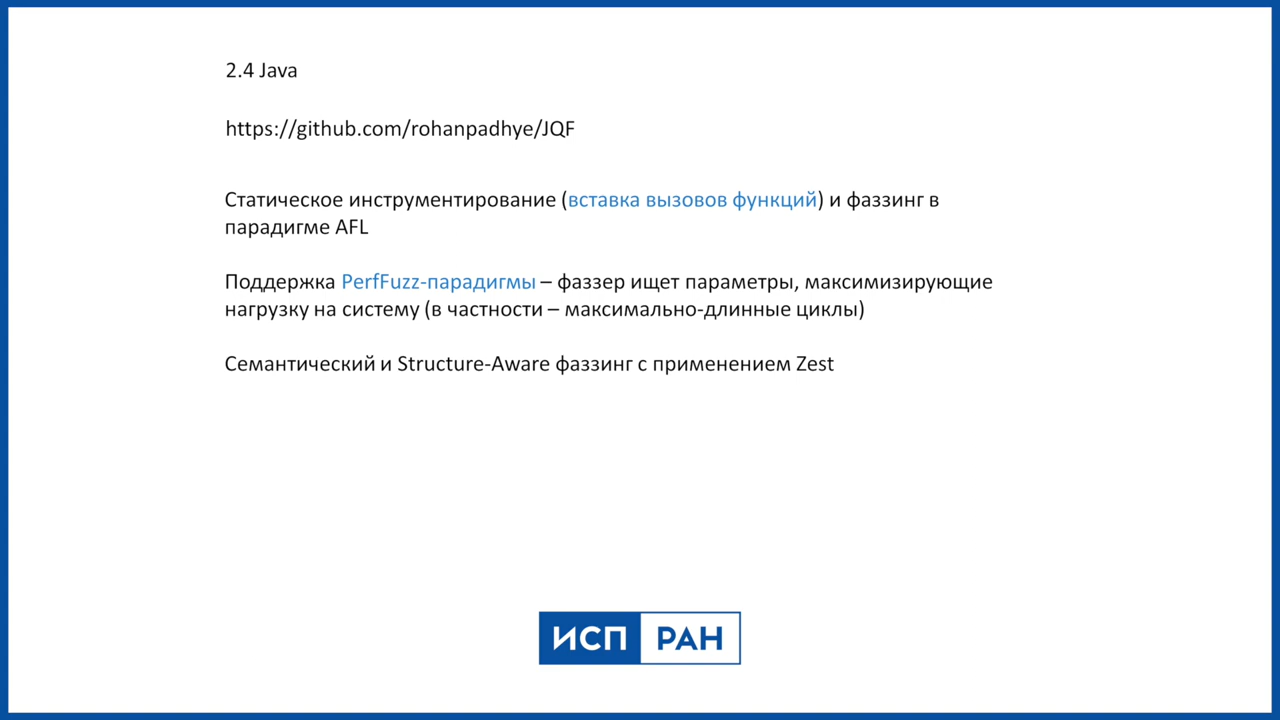 2.4 Java
https://github.com/rohanpadhye/JQF
Статическое инструментирование (вставка вызовов функций) и фаззинг в
парадигме AFL
Поддержка PerfFuzz-парадигмы – фаззер ищет параметры, максимизирующие
нагрузку на систему (в частности – максимально-длинные циклы)
Семантический и Structure-Aware фаззинг с применением Zest
ИСП РАН